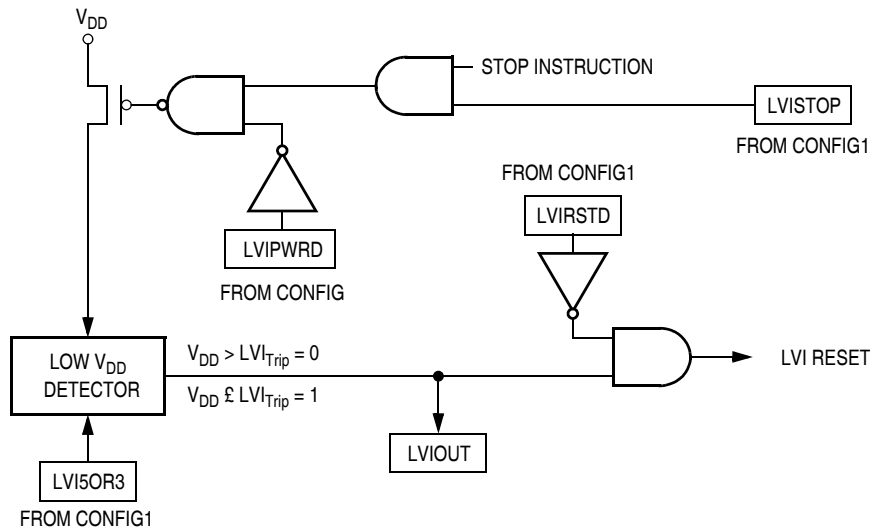 VDD
STOP INSTRUCTION
LVISTOP
FROM CONFIG1
FROM CONFIG1
LVIRSTD
LVIPWRD
FROM CONFIG
LOW VDD
DETECTOR
VDD > LVITrip = 0
VDD £ LVITrip = 1
LVI RESET
LVIOUT
LVI5OR3
FROM CONFIG1